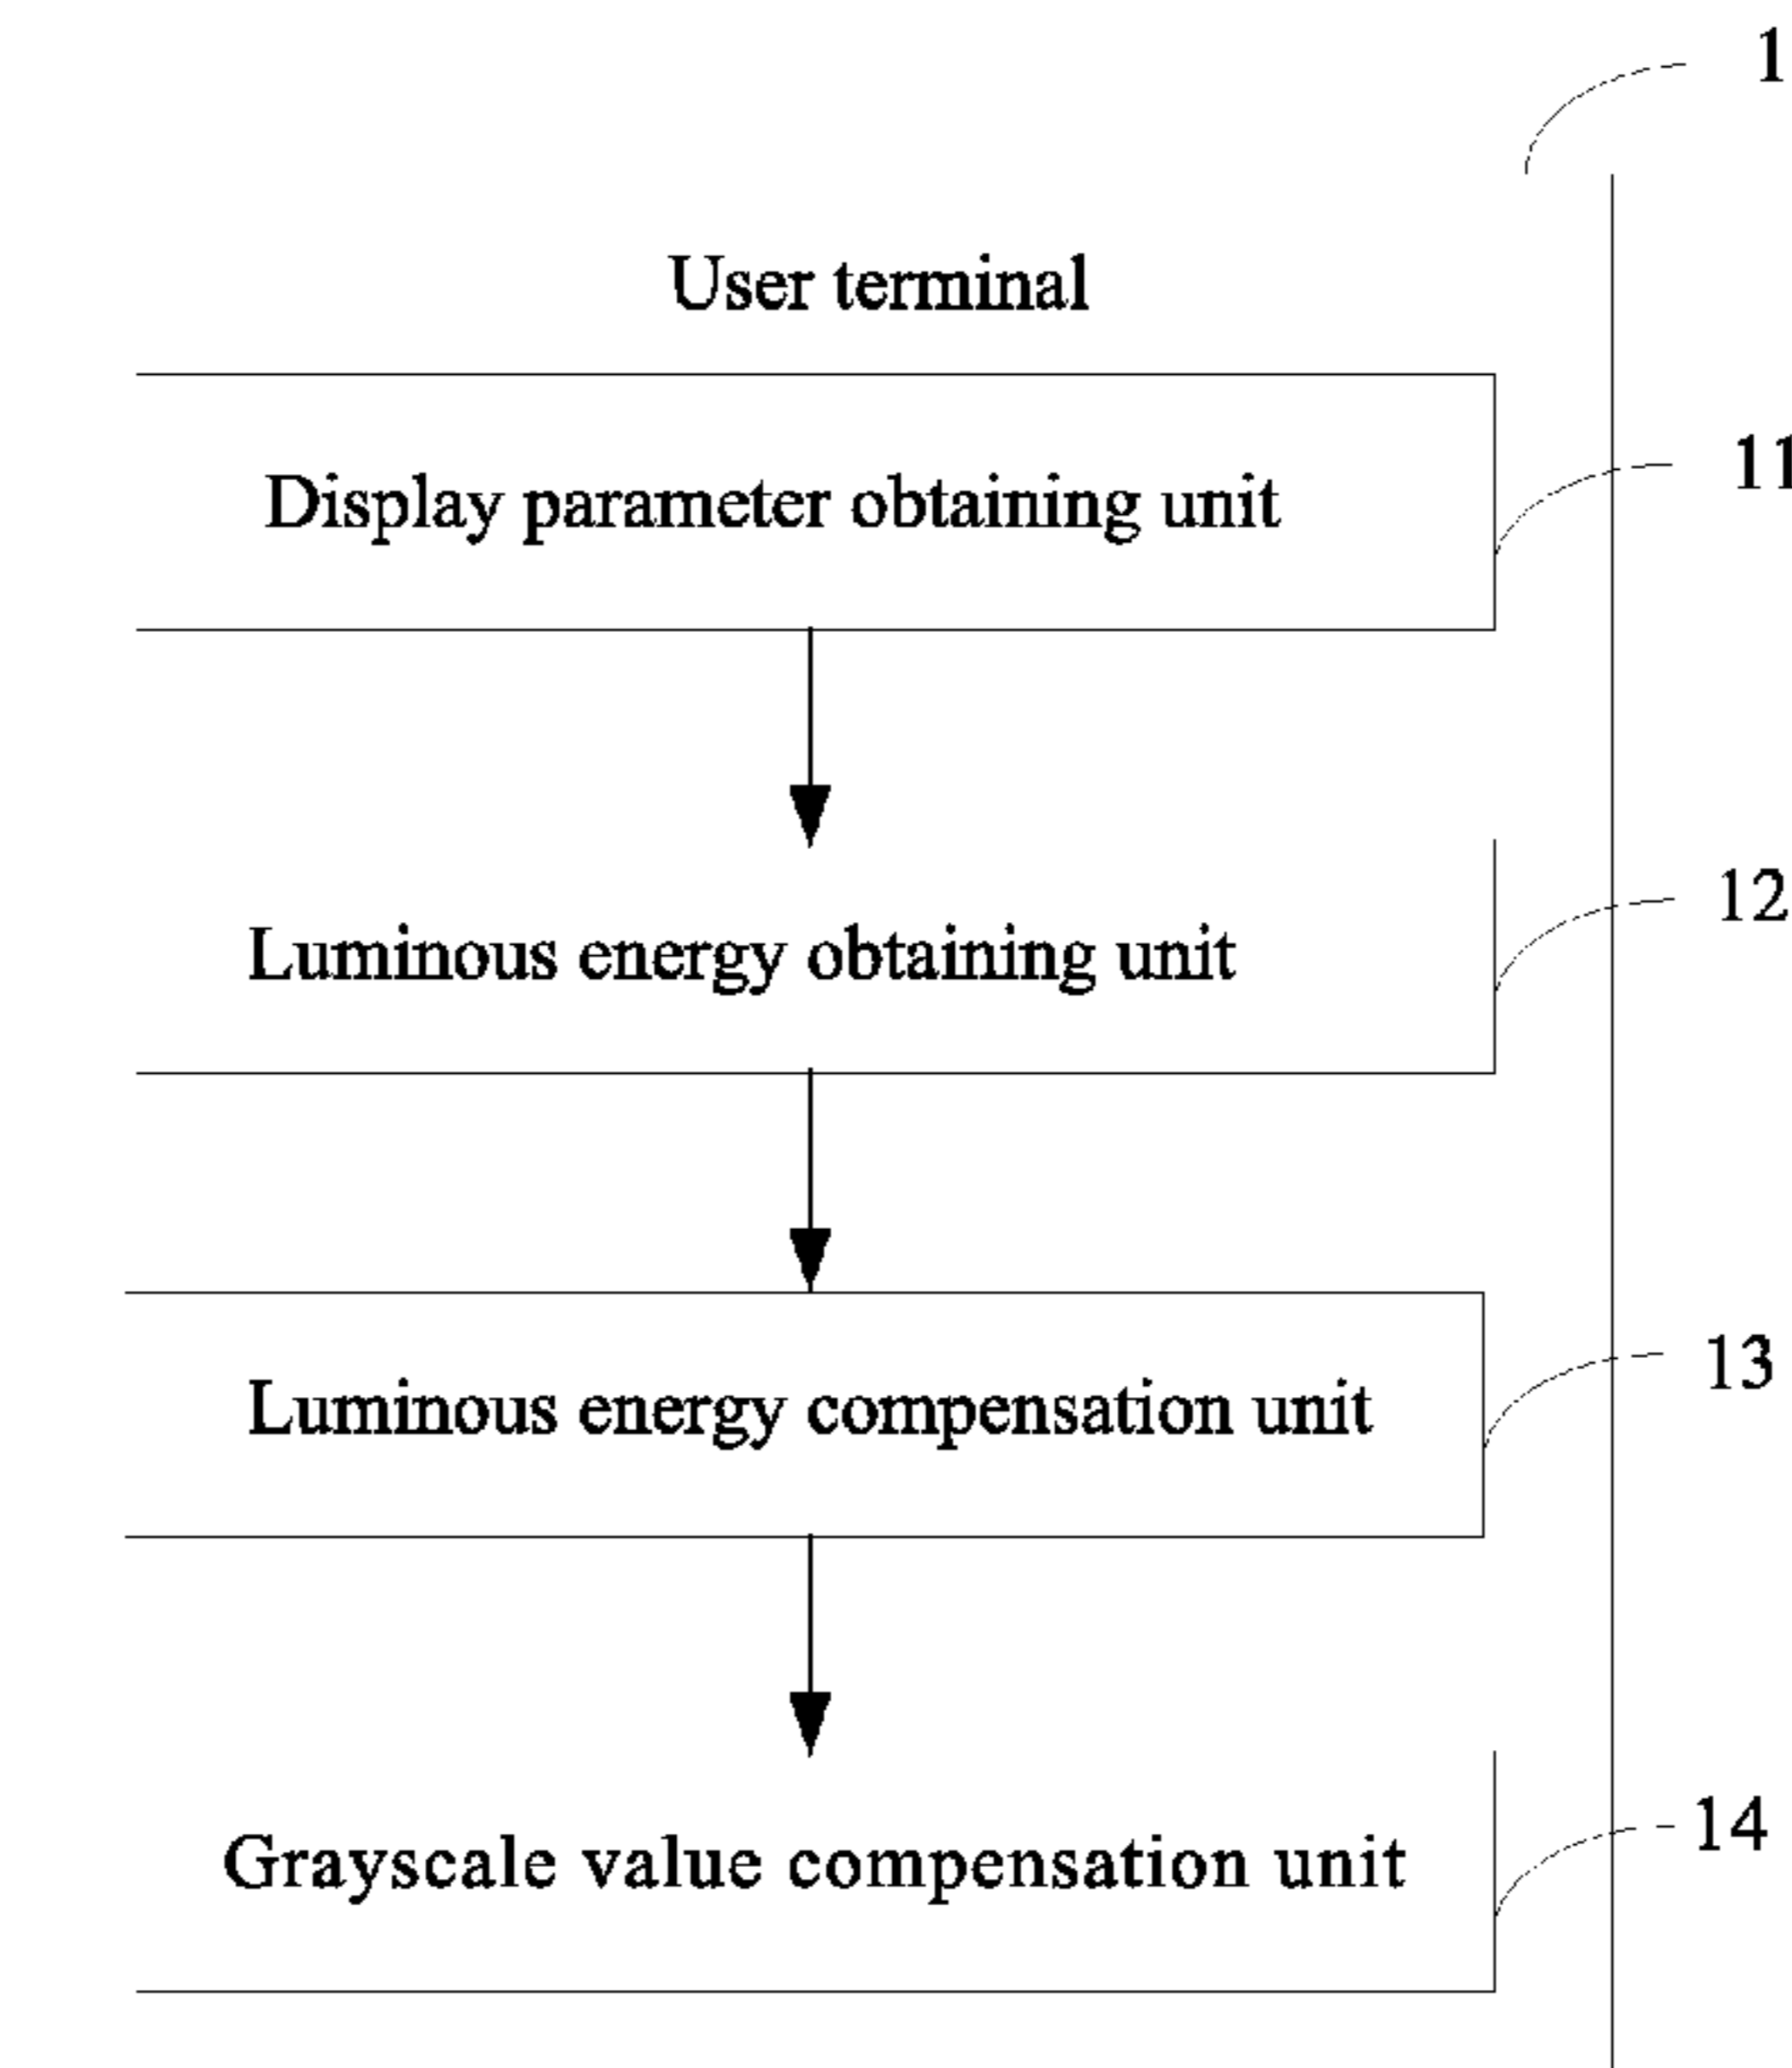 1
User terminal
Display parameter obtaining unit
11
Luminous energy obtaining unit
12
Luminous energy compensation unit
13
Grayscale value compensation unit
14